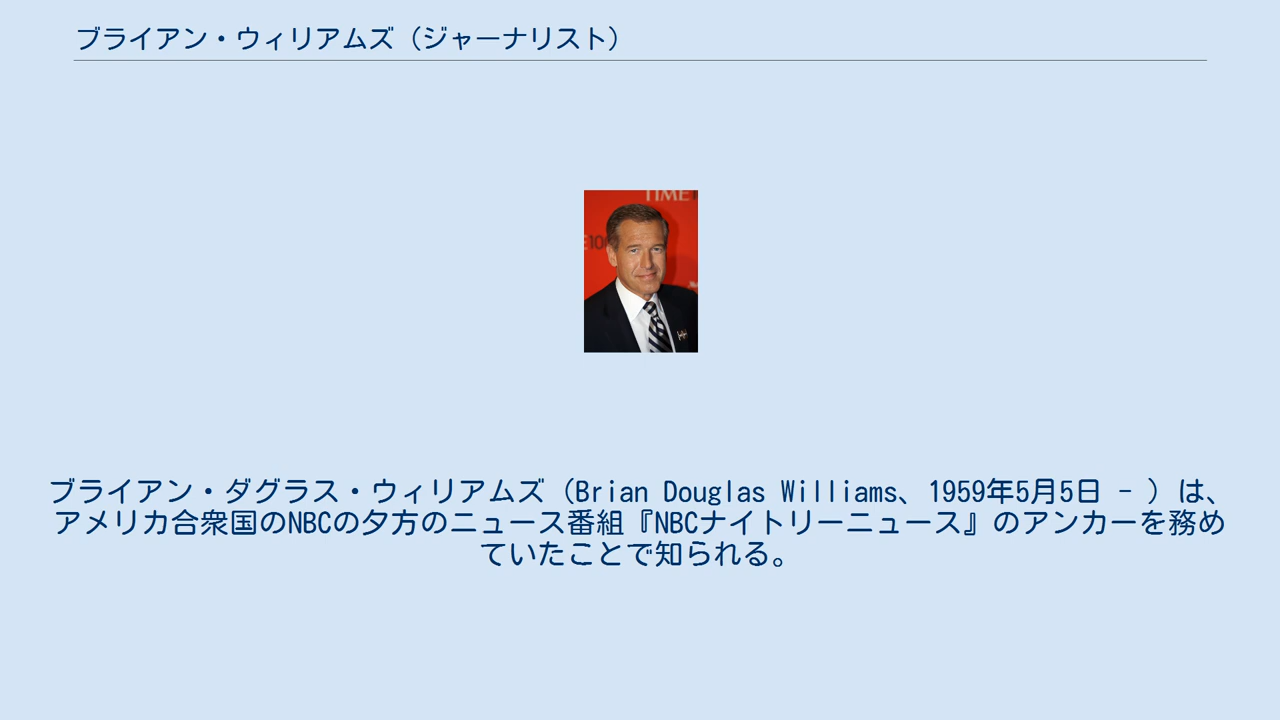 ブライアン・ウィリアムズ（ジャーナリスト）
TIME
E100
ブライアン・ダグラス・ウィリアムズ（Brian Douglas Williams、1959年5月5日 - ）は、
アメリカ合衆国のNBCの夕方のニュース番組『NBCナイトリーニュース』のアンカーを務め
ていたことで知られる。